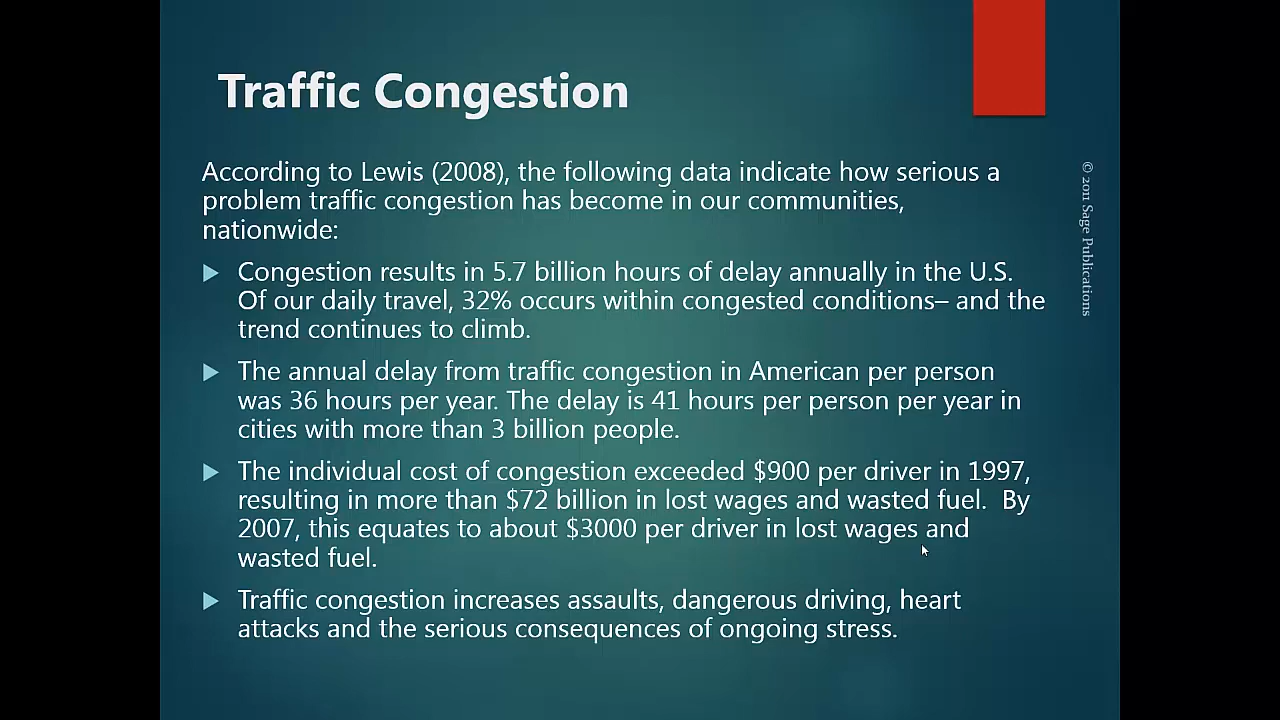 Traffic Congestion
According to Lewis (2008), the following data indicate how serious a
problem traffic congestion has become in our communities,
nationwide:
Congestion results in 5.7 billion hours of delay annually in the U.S.
Of our daily travel, 32% occurs within congested conditions– and the
trend continues to climb.
The annual delay from traffic congestion in American per person
was 36 hours per year. The delay is 41 hours per person per year in
cities with more than 3 billion people.
The individual cost of congestion exceeded $900 per driver in 1997,
resulting in more than $72 billion in lost wages and wasted fuel.  By
2007, this equates to about $3000 per driver in lost wages and
wasted fuel.
Traffic congestion increases assaults, dangerous driving, heart
attacks and the serious consequences of ongoing stress.
© 2011 Sage Publications